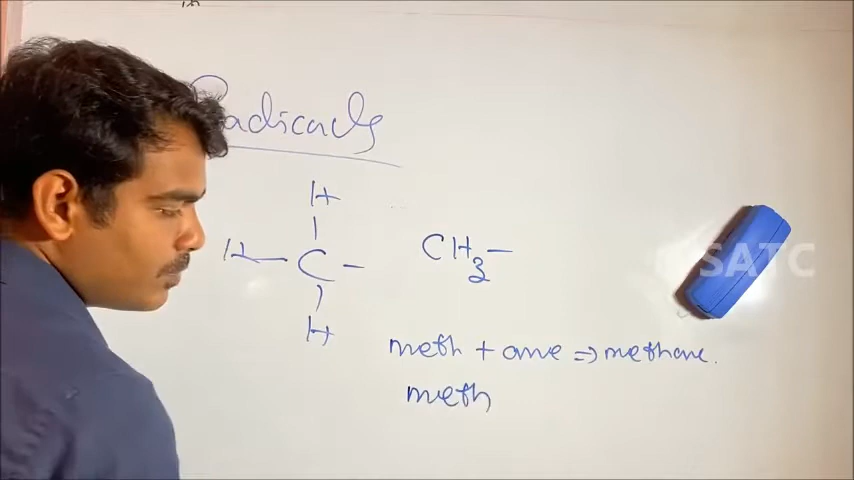 Radicals
H
H - C -
H
CH3-
meth + ane => methane.
meth
SATC